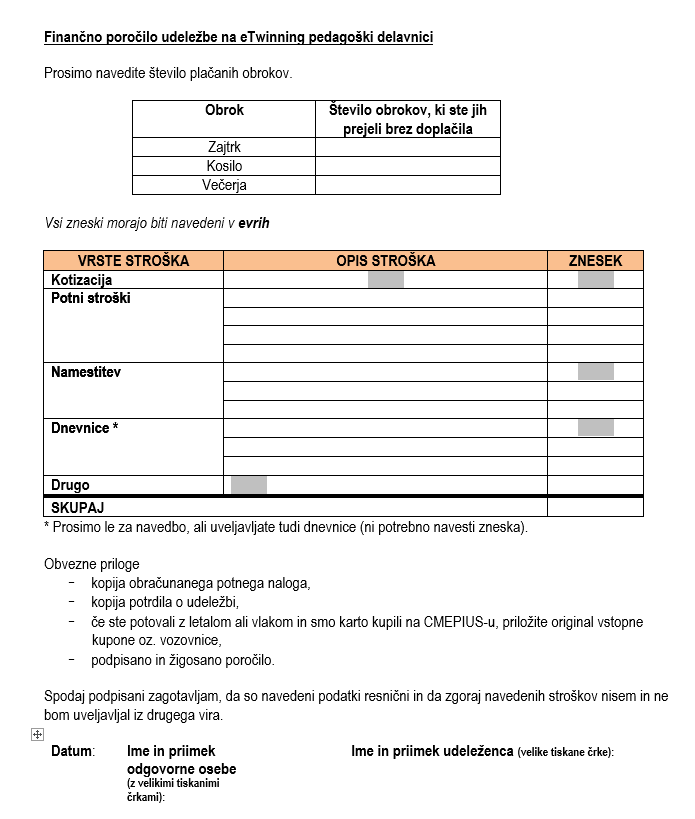 Finančno poročilo udeležbe na eTwinning pedagoški delavnici
Prosimo navedite število plačanih obrokov.
Obrok
Število obrokov, ki ste jih
prejeli brez doplačila
Zajtrk
Kosilo
Večerja
Vsi zneski morajo biti navedeni v evrih
VRSTE STROŠKA OPIS STROŠKA ZNESEK
Kotizacija
Potni stroški
Namestitev
Dnevnice *
Drugo
SKUPAJ
* Prosimo le za navedbo, ali uveljavljate tudi dnevnice (ni potrebno navesti zneska).
Obvezne priloge
− kopija obračunanega potnega naloga,
− kopija potrdila o udeležbi,
− če ste potovali z letalom ali vlakom in smo karto kupili na CMEPIUS-u, priložite original vstopne
kupone oz. vozovnice,
− podpisano in žigosano poročilo.
Spodaj podpisani zagotavljam, da so navedeni podatki resnični in da zgoraj navedenih stroškov nisem in ne
bom uveljavljal iz drugega vira.
Datum:
Ime in priimek
odgovorne osebe
(z velikimi tiskanimi
črkami):
Ime in priimek udeleženca (velike tiskane črke):